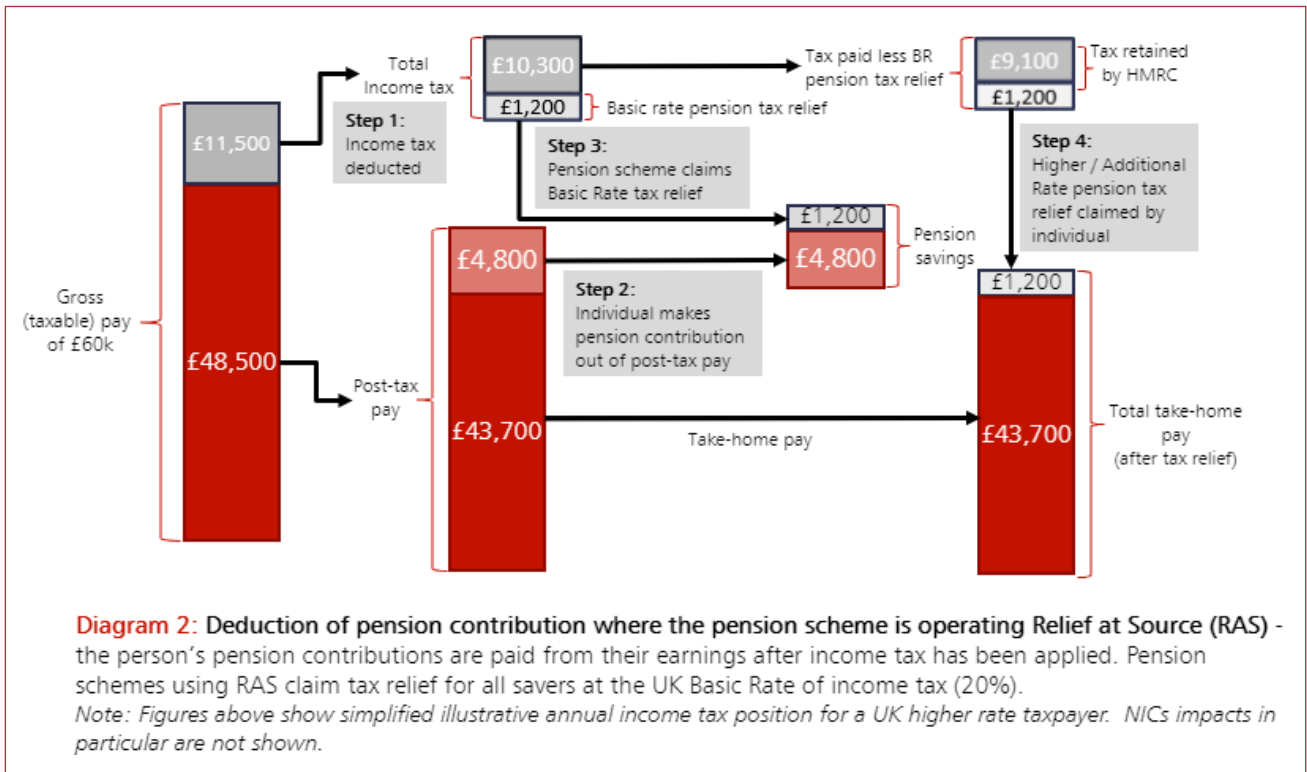 Gross
(taxable) pay
of £60k
£11,500
£48,500
Step 1:
Income tax
deducted
Total
Income tax
£10,300
£1,200
Basic rate pension tax relief
Step 3:
Pension scheme claims
Basic Rate tax relief
Post-tax
pay
£4,800
£43,700
Step 2:
Individual makes
pension contribution
out of post-tax pay
£1,200
£4,800
Pension
savings
Take-home pay
Tax paid less BR
pension tax relief
£9,100
£1,200
Tax retained
by HMRC
Step 4:
Higher / Additional
Rate pension tax
relief claimed by
individual
£1,200
£43,700
Total take-home
pay
(after tax relief)
Diagram 2: Deduction of pension contribution where the pension scheme is operating Relief at Source (RAS) -
the person's pension contributions are paid from their earnings after income tax has been applied. Pension
schemes using RAS claim tax relief for all savers at the UK Basic Rate of income tax (20%).
Note: Figures above show simplified illustrative annual income tax position for a UK higher rate taxpayer. NICs impacts in
particular are not shown.